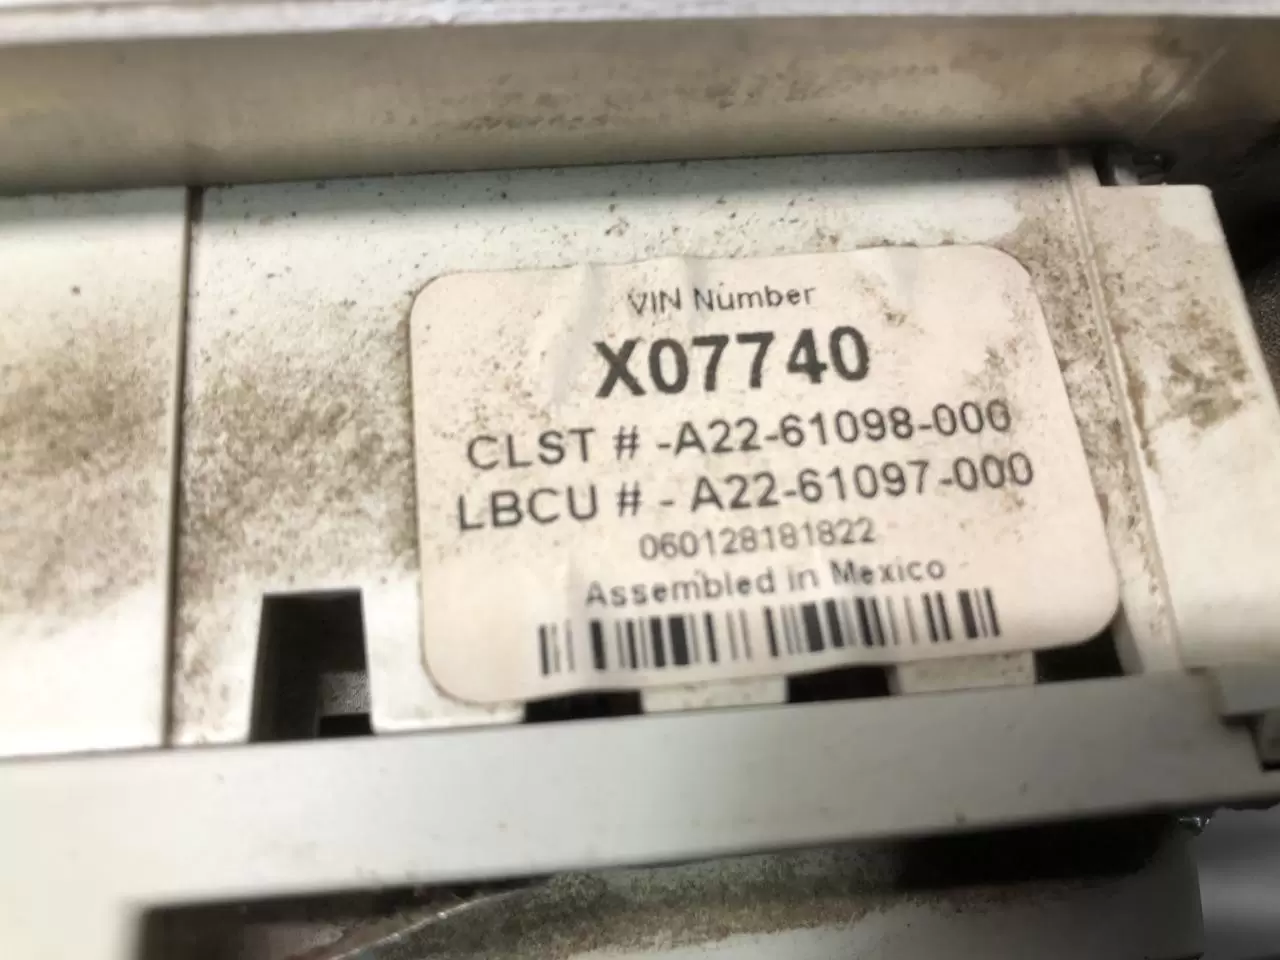 VIN Number
X07740
CLST # -A22-61098-000
LBCU # - A22-61097-000
060128181822
Assembled in Mexico